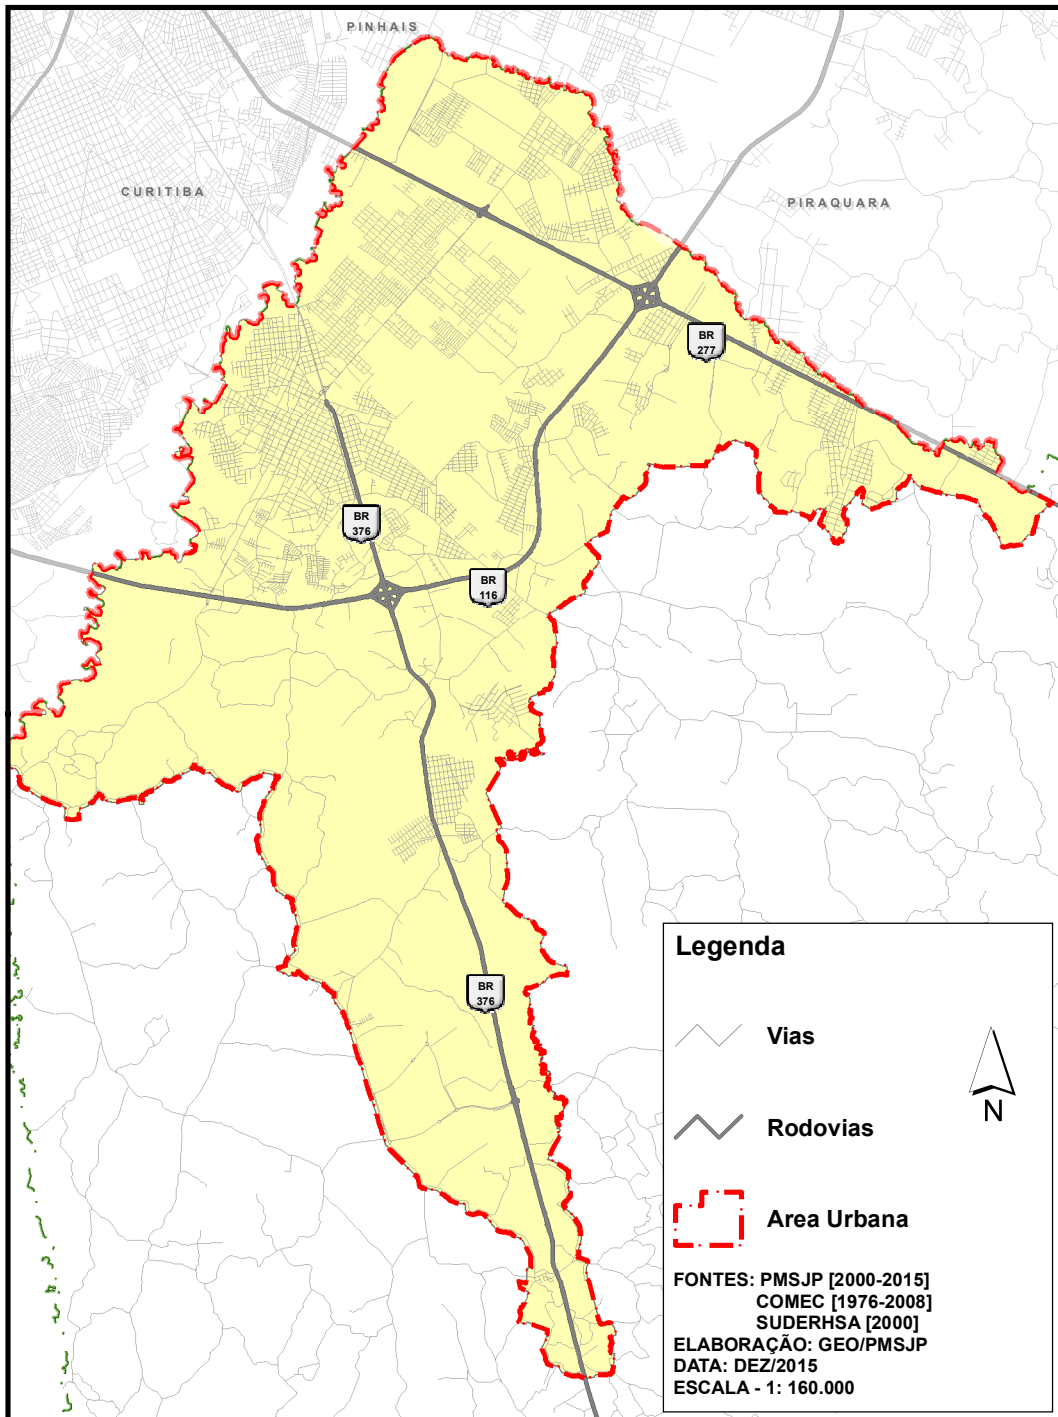 PINHAIS
CURITIBA
PIRAQUARA
BR
277
BR
376
BR
116
BR
376
Legenda
Vias
N
Rodovias
Area Urbana
FONTES: PMSJP [2000-2015]
COMEC [1976-2008]
SUDERHSA [2000]
ELABORAÇÃO: GEO/PMSJP
DATA: DEZ/2015
ESCALA - 1: 160.000